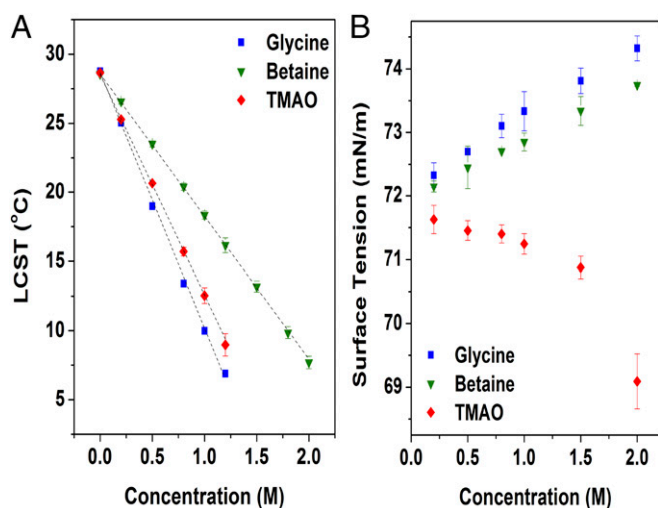 A
Glycine
Betaine
TMAO
30
25
20
15
10
5
LCST (°C)
0.0 0.5 1.0 1.5 2.0
Concentration (M)
B
74
73
72
71
70
69
Surface Tension (mN/m)
Glycine
Betaine
TMAO
0.0 0.5 1.0 1.5 2.0
Concentration (M)